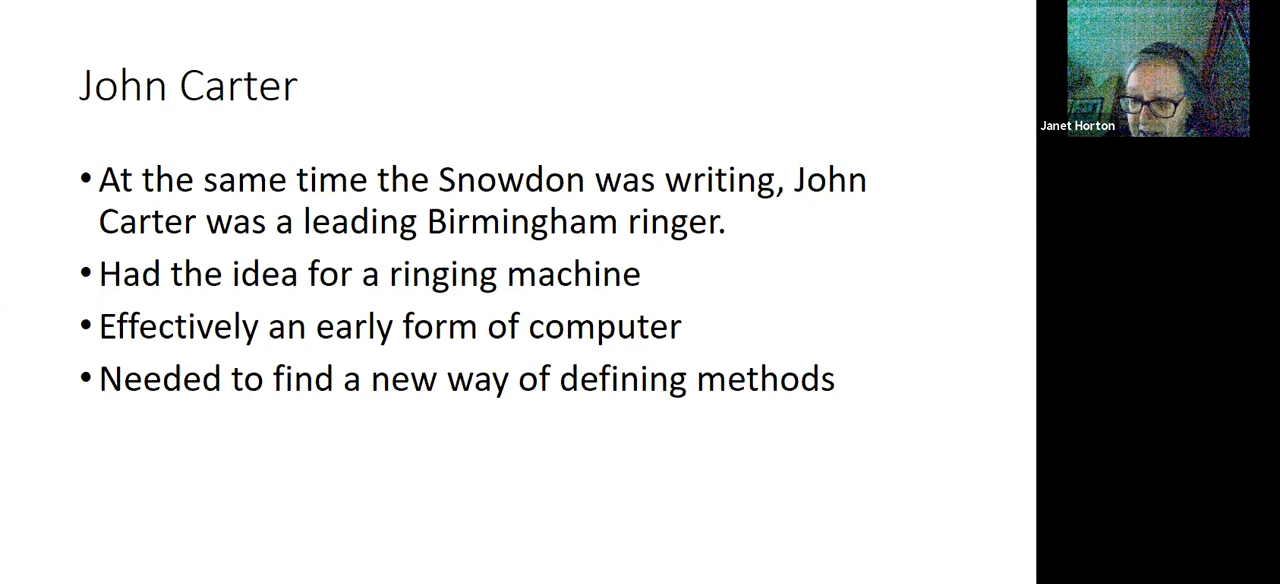 John Carter
• At the same time the Snowdon was writing, John
Carter was a leading Birmingham ringer.
• Had the idea for a ringing machine
• Effectively an early form of computer
• Needed to find a new way of defining methods
Janet Horton